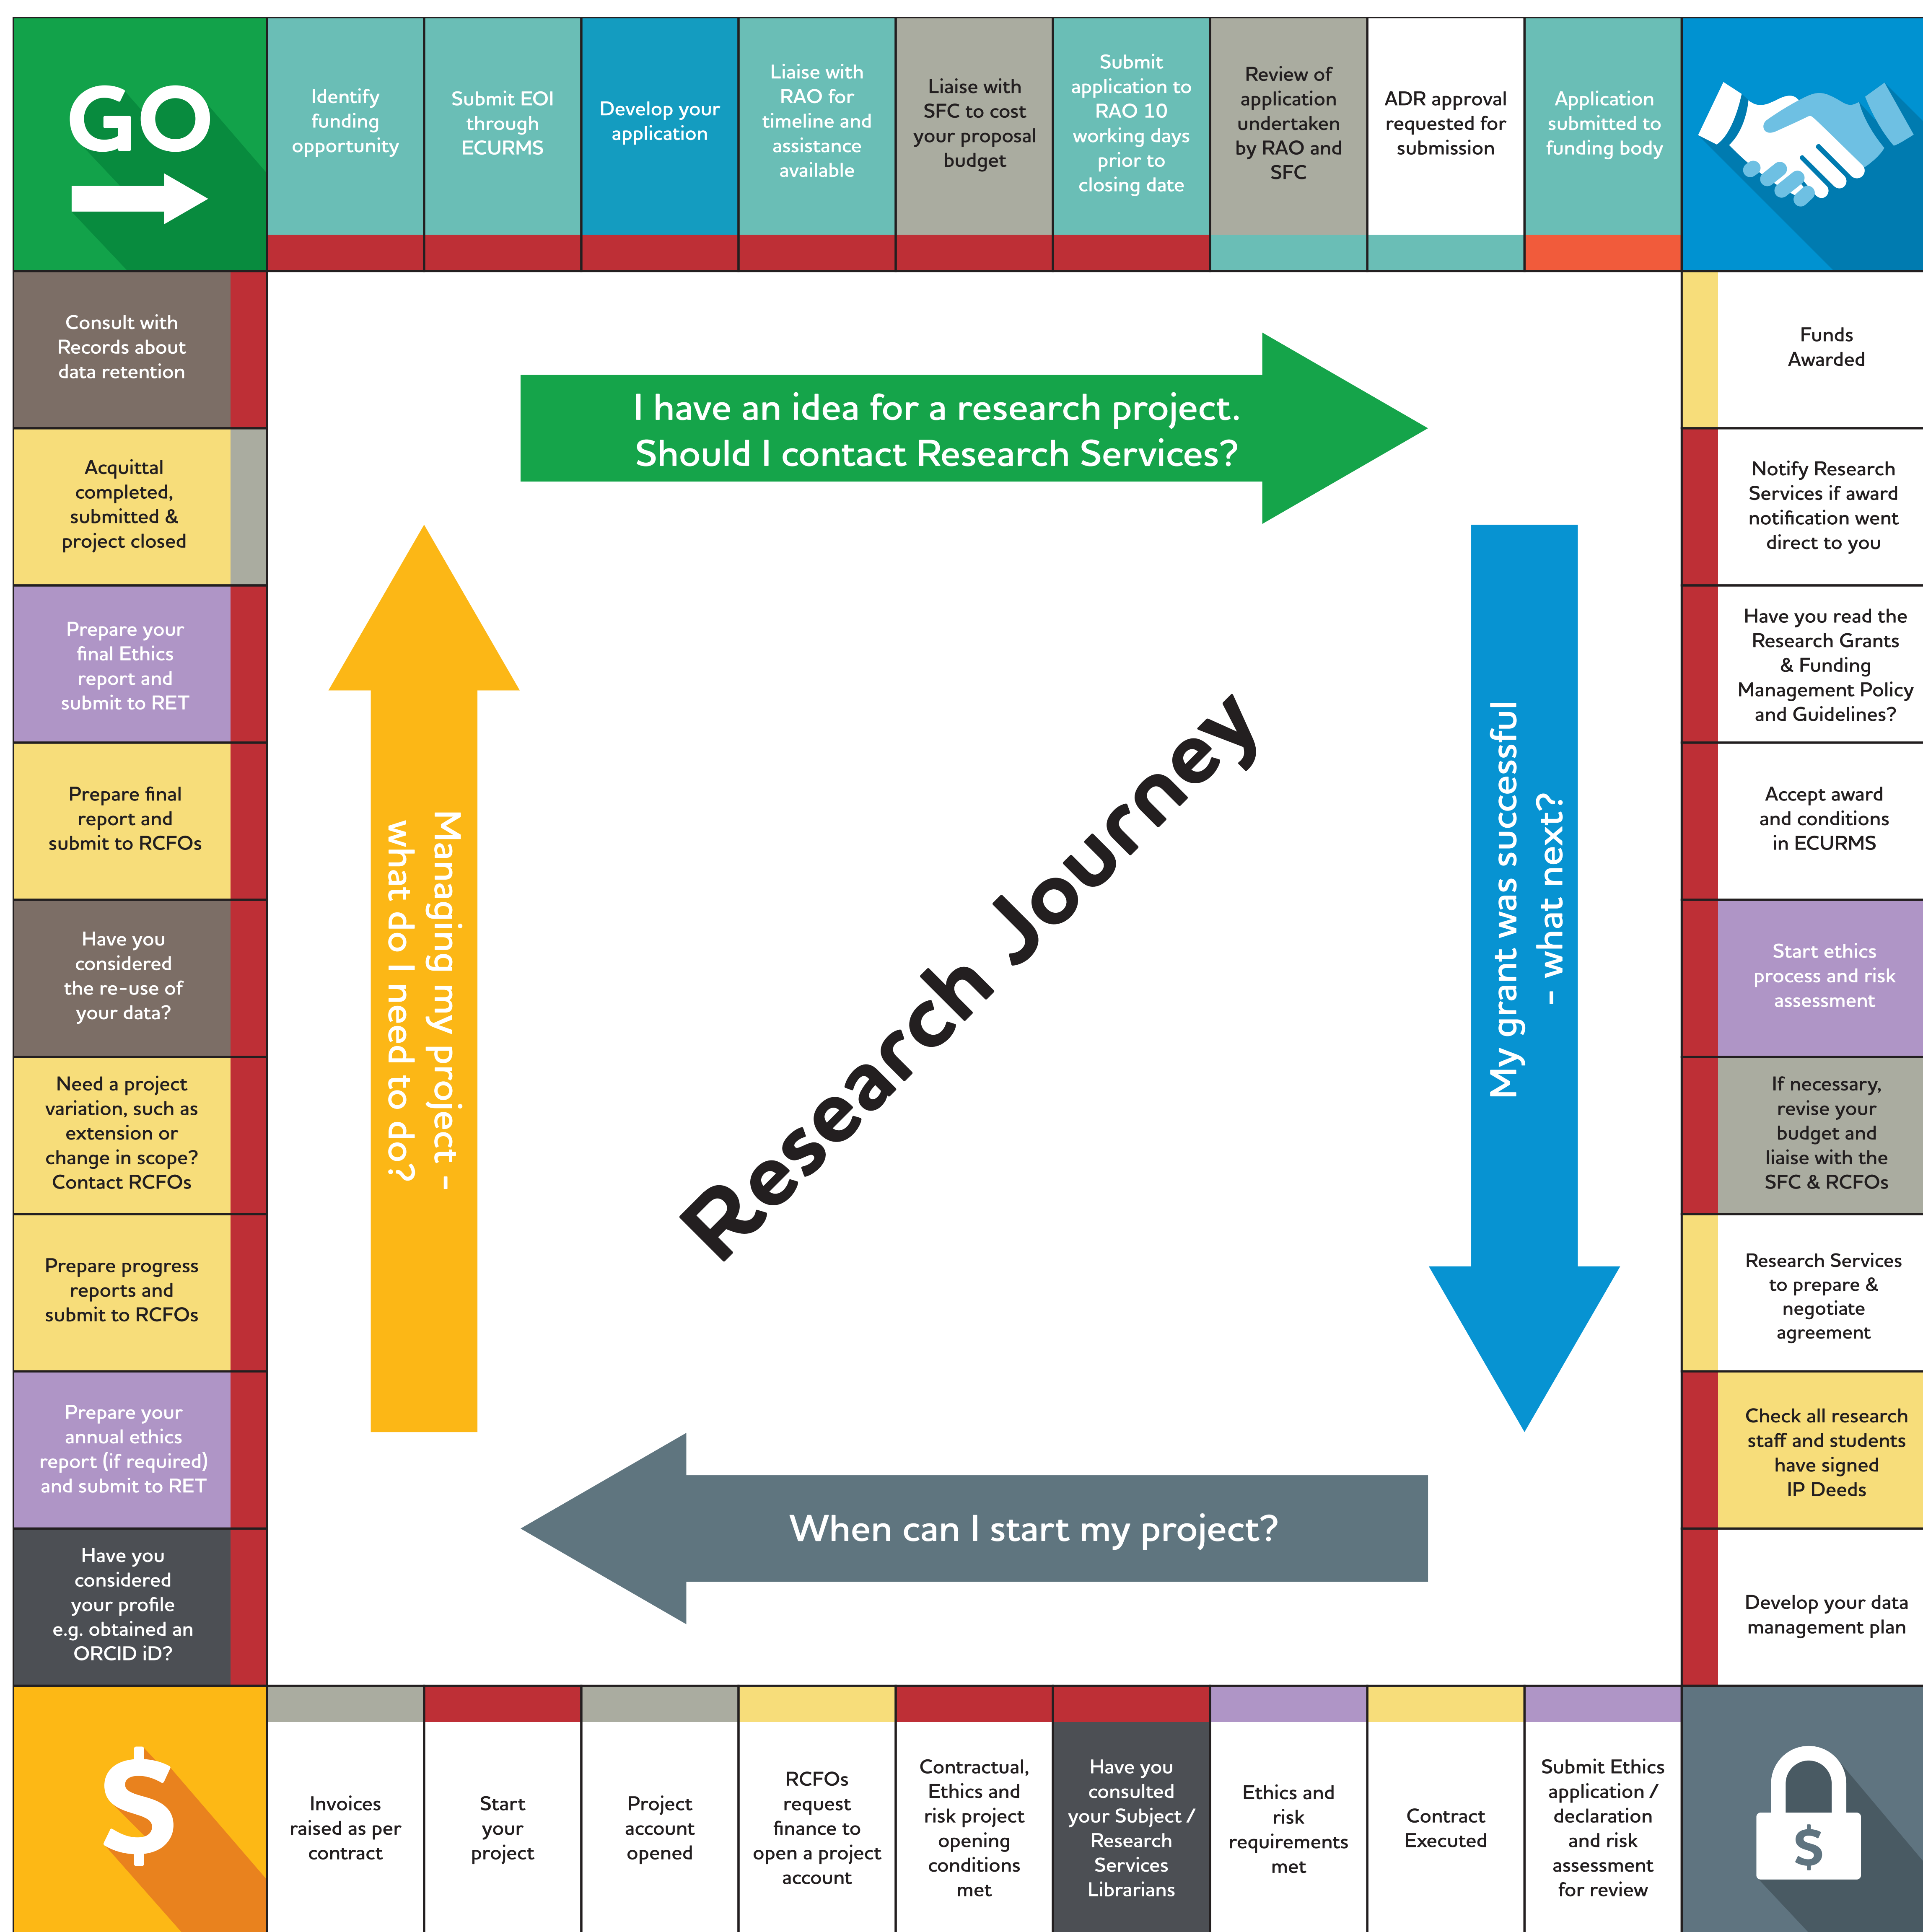 GO
Identify
funding
opportunity
Submit EOI
through
ECURMS
Develop your
application
Liaise with
RAO for
timeline and
assistance
available
Liaise with
SFC to cost
your proposal
budget
Submit
application to
RAO 10
working days
prior to
closing date
Review of
application
undertaken
by RAO and
SFC
ADR approval
requested for
submission
Application
submitted to
funding body
Funds
Awarded
Notify Research
Services if award
notification went
direct to you
Have you read the
Research Grants
& Funding
Management Policy
and Guidelines?
Accept award
and conditions
in ECURMS
Start ethics
process and risk
assessment
If necessary,
revise your
budget and
liaise with the
SFC & RCFOs
Research Services
to prepare &
negotiate
agreement
Check all research
staff and students
have signed
IP Deeds
Develop your data
management plan
$
Submit Ethics
application /
declaration
and risk
assessment
for review
Contract
Executed
Ethics and
risk
requirements
met
Have you
consulted
your Subject /
Research
Services
Librarians
Contractual,
Ethics and
risk project
opening
conditions
met
RCFOs
request
finance to
open a project
account
Project
account
opened
Start
your
project
Invoices
raised as per
contract
$
Have you
considered
your profile
e.g. obtained an
ORCID iD?
Prepare your
annual ethics
report (if required)
and submit to RET
Prepare progress
reports and
submit to RCFOs
Need a project
variation, such as
extension or
change in scope?
Contact RCFOs
Have you
considered
the re-use of
your data?
Prepare final
report and
submit to RCFOs
Prepare your
final Ethics
report and
submit to RET
Acquittal
completed,
submitted &
project closed
Consult with
Records about
data retention
I have an idea for a research project.
Should I contact Research Services?
My grant was successful
- what next?
When can I start my project?
Managing my project -
what do I need to do?
Research Journey